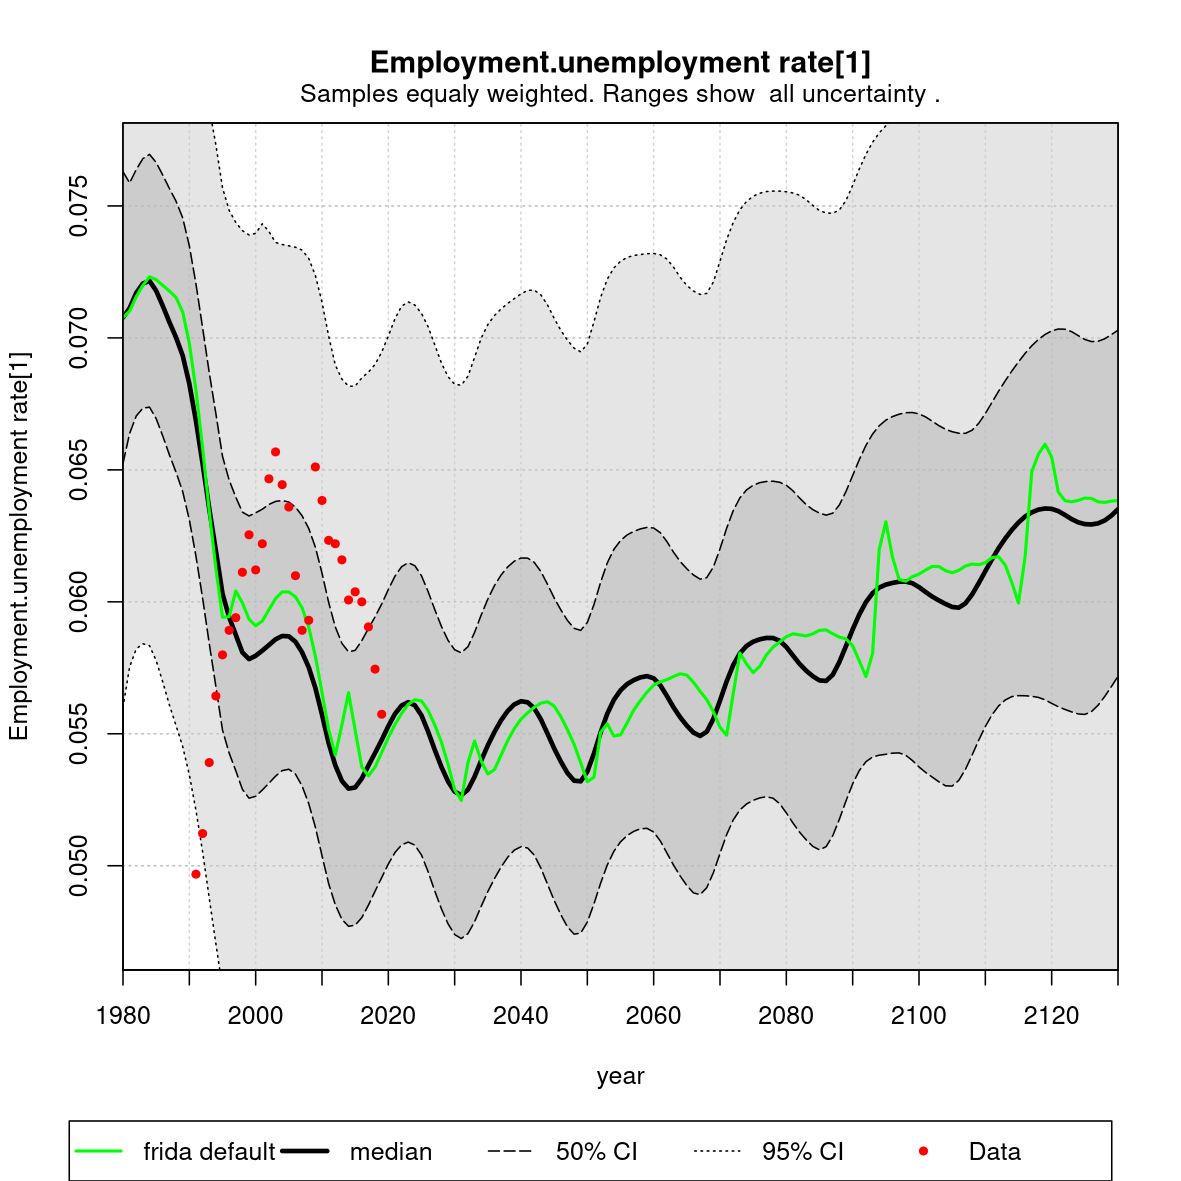 Employment.unemployment rate[1]
Samples equaly weighted. Ranges show  all uncertainty .
Employment.unemployment rate[1]
0.075
0.070
0.065
0.060
0.055
0.050
1980 2000 2020 2040 2060 2080 2100 2120
year
frida default median 50% CI 95% CI Data